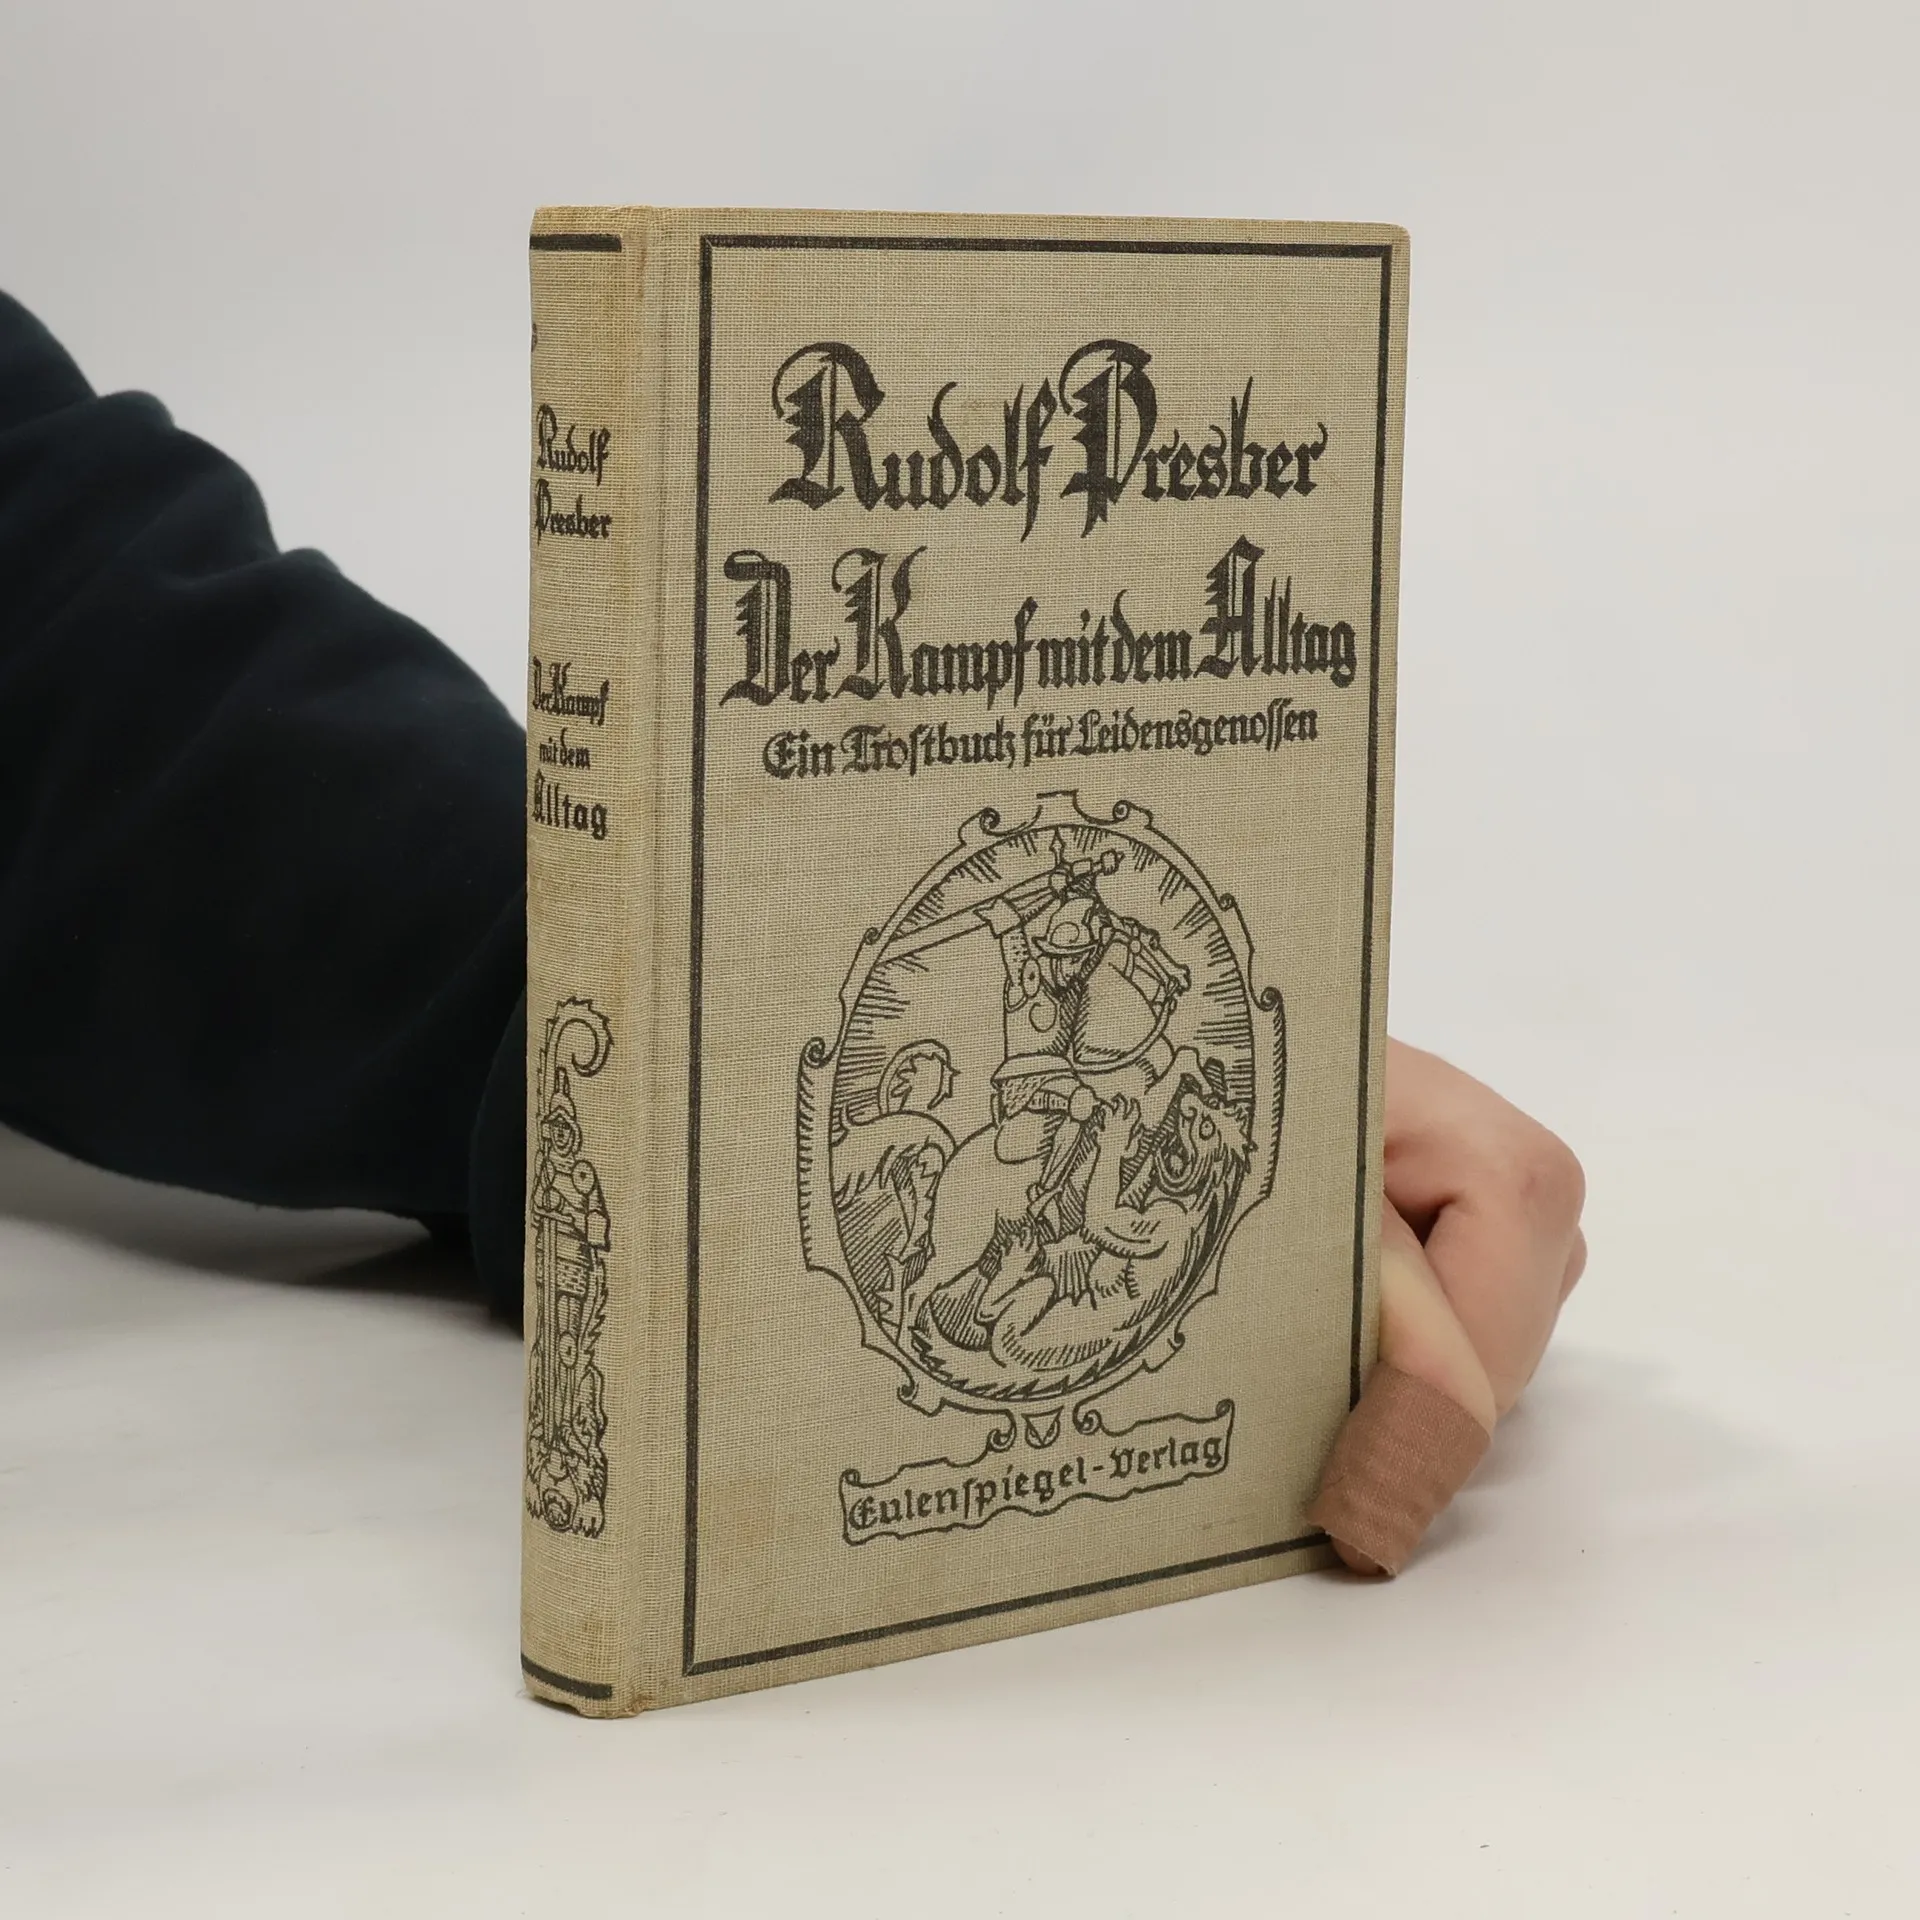 Rudolf
Presber
Der Kampf
mit dem
Alltag
Rudolf Presber
Der Kampf mit dem Alltag
Ein Trostbuch für Leidensgenossen
Eulenspiegel-Verlag